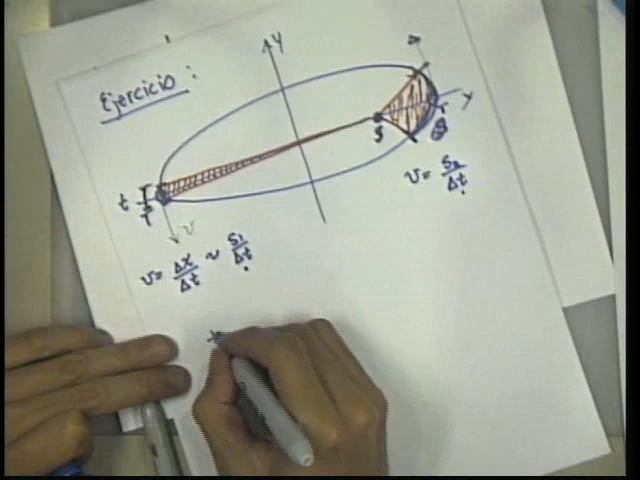 Ejercicio:
y
S
t
v
v = Δx/Δt ~ S₁/Δt
v = S₂/Δt